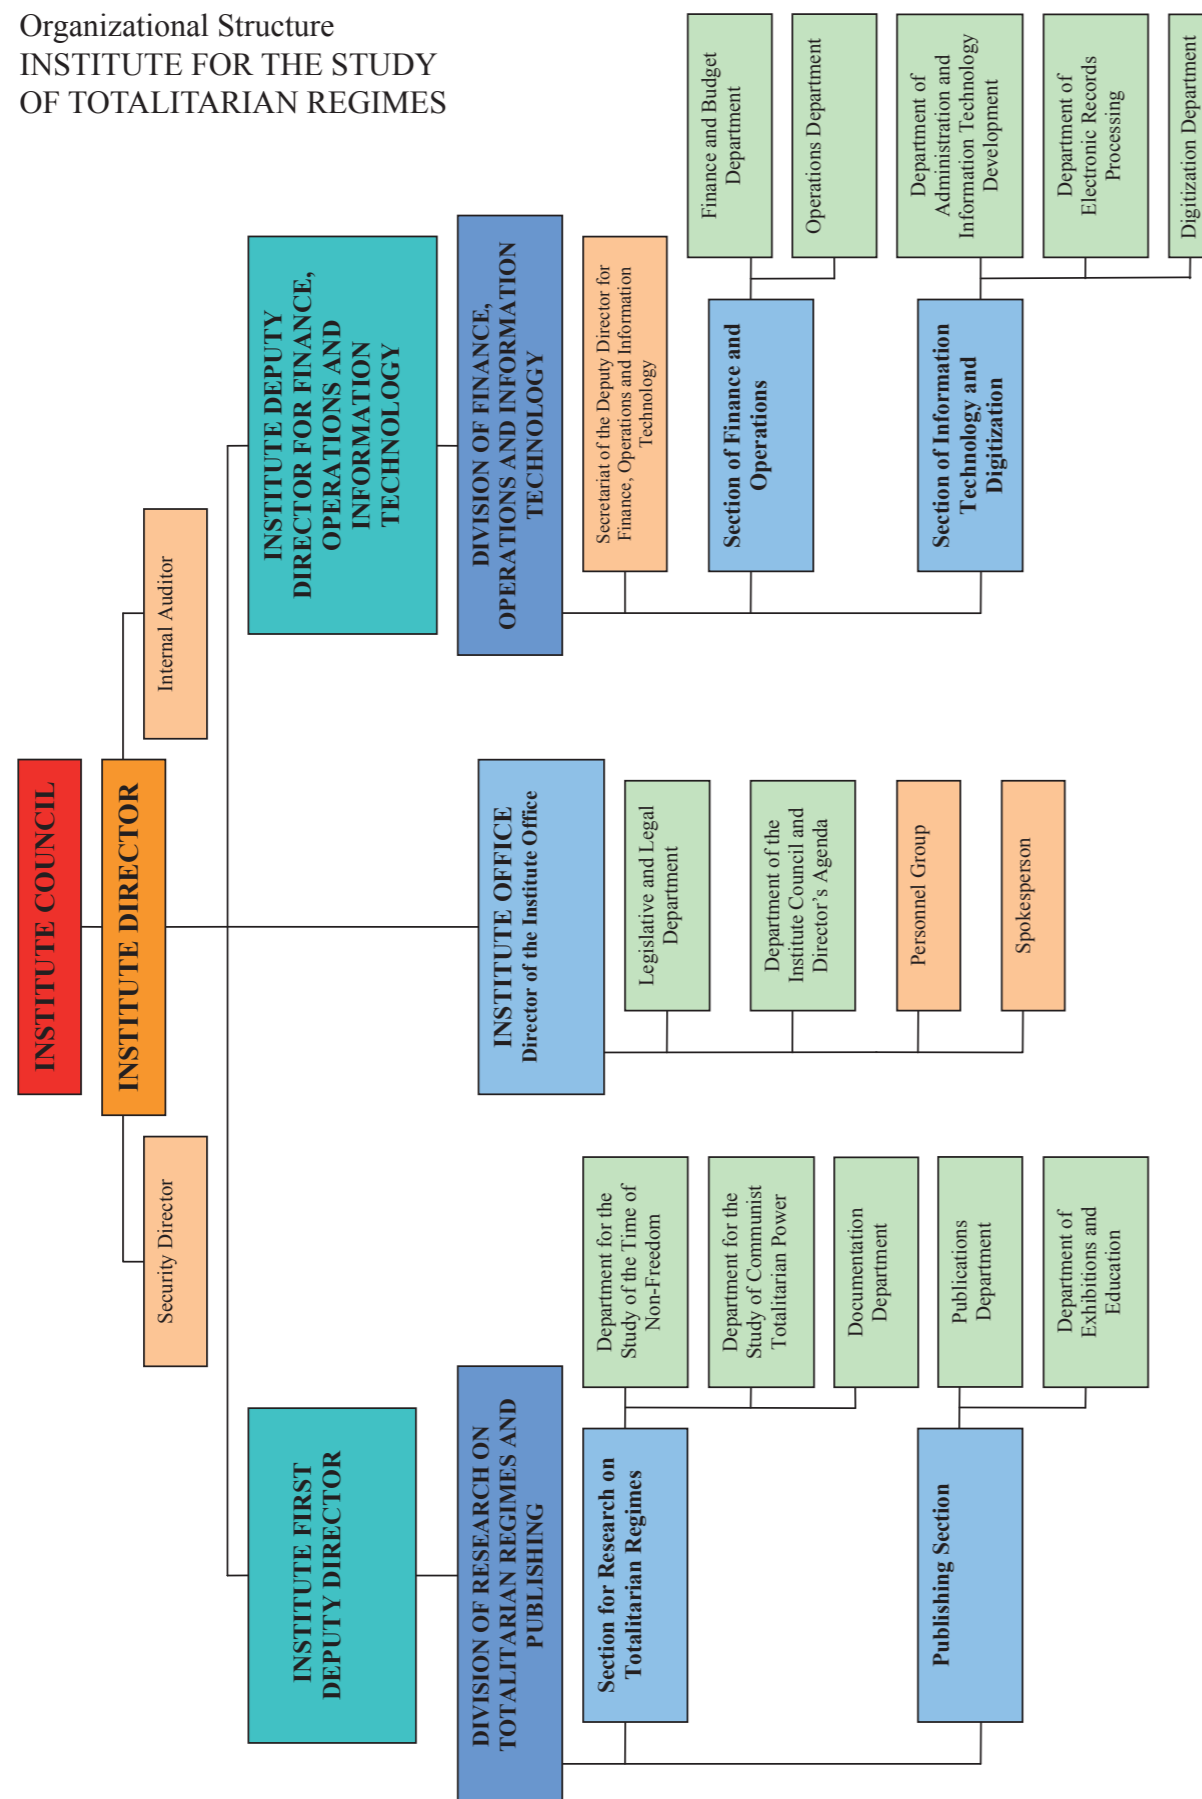 Organizational Structure
INSTITUTE FOR THE STUDY
OF TOTALITARIAN REGIMES
INSTITUTE COUNCIL
INSTITUTE DIRECTOR
Security Director
Internal Auditor
INSTITUTE FIRST
DEPUTY DIRECTOR
DIVISION OF RESEARCH ON
TOTALITARIAN REGIMES AND
PUBLISHING
Section for Research on
Totalitarian Regimes
Department for the
Study of the Time of
Non-Freedom
Department for the
Study of Communist
Totalitarian Power
Documentation
Department
Publishing Section
Publications
Department
Department of
Exhibitions and
Education
INSTITUTE OFFICE
Director of the Institute Office
Legislative and Legal
Department
Department of the
Institute Council and
Director’s Agenda
Personnel Group
Spokesperson
INSTITUTE DEPUTY
DIRECTOR FOR FINANCE,
OPERATIONS AND
INFORMATION
TECHNOLOGY
DIVISION OF FINANCE,
OPERATIONS AND INFORMATION
TECHNOLOGY
Secretariat of the Deputy Director for
Finance, Operations and Information
Technology
Section of Finance and
Operations
Finance and Budget
Department
Operations Department
Section of Information
Technology and
Digitization
Department of
Administration and
Information Technology
Development
Department of
Electronic Records
Processing
Digitization Department